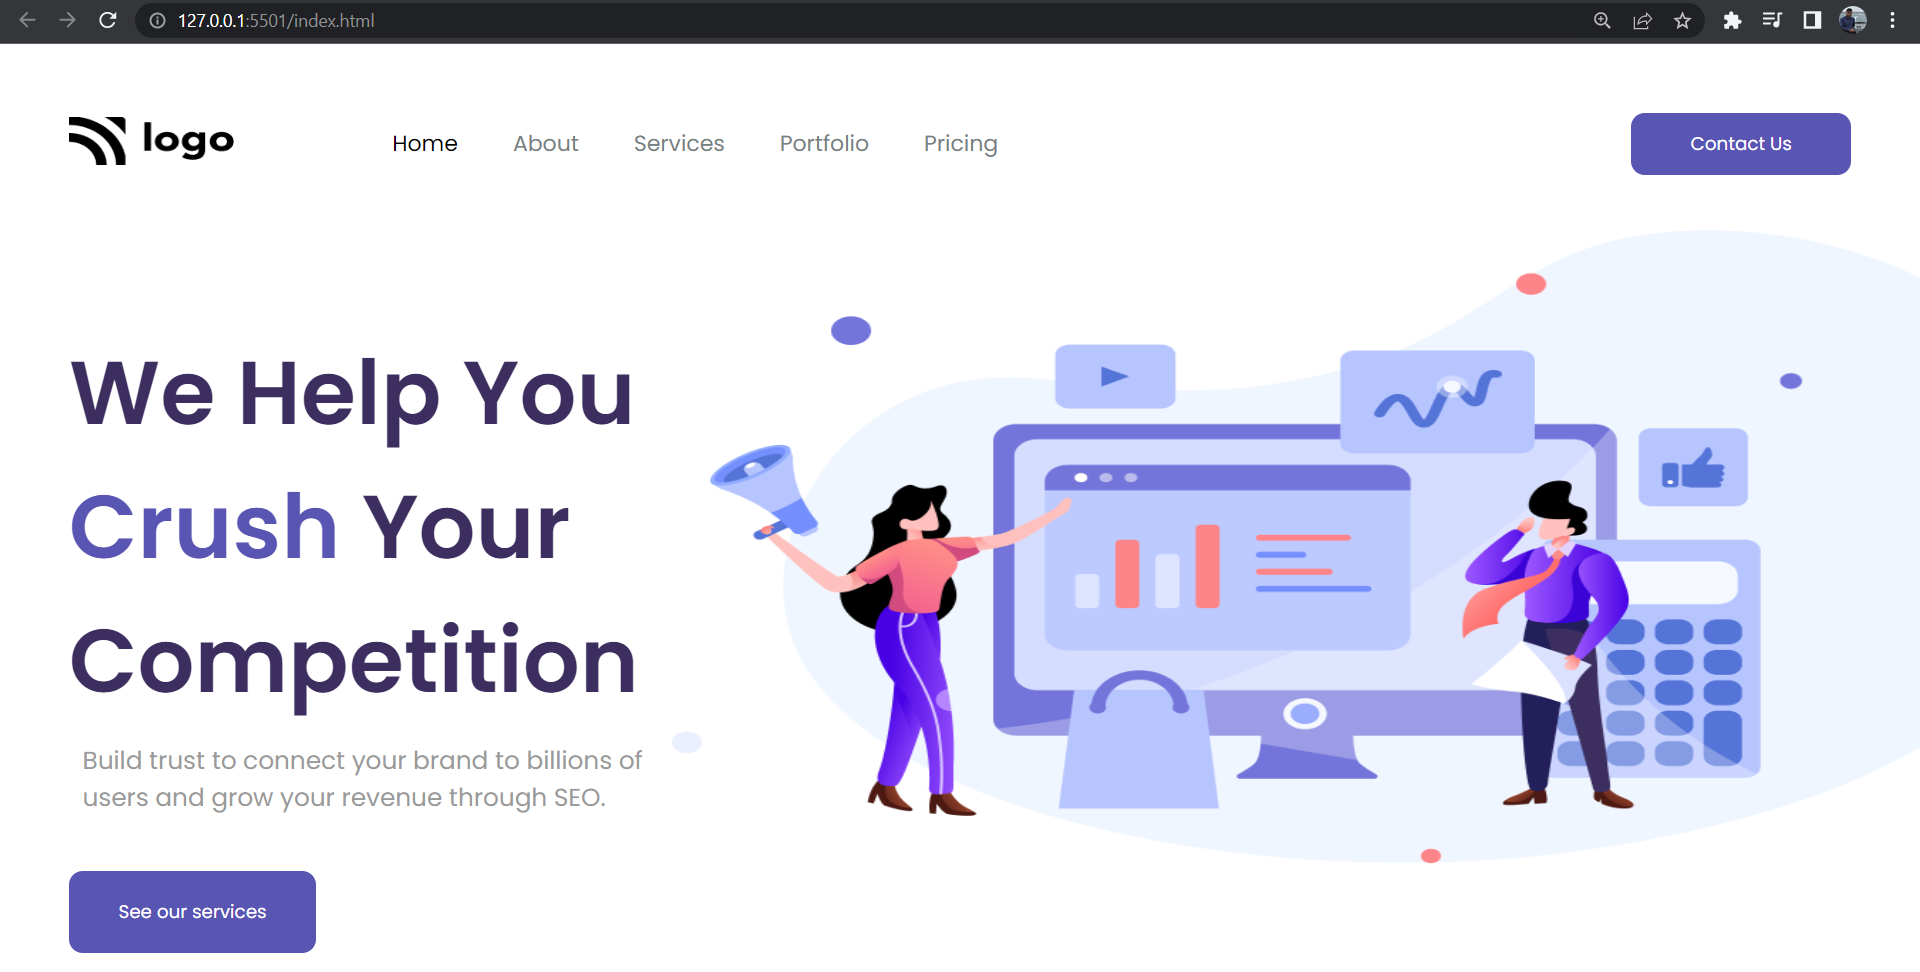 127.0.0.1:5501/index.html
logo
Home About Services Portfolio Pricing
Contact Us
We Help You
Crush Your
Competition
Build trust to connect your brand to billions of
users and grow your revenue through SEO.
See our services